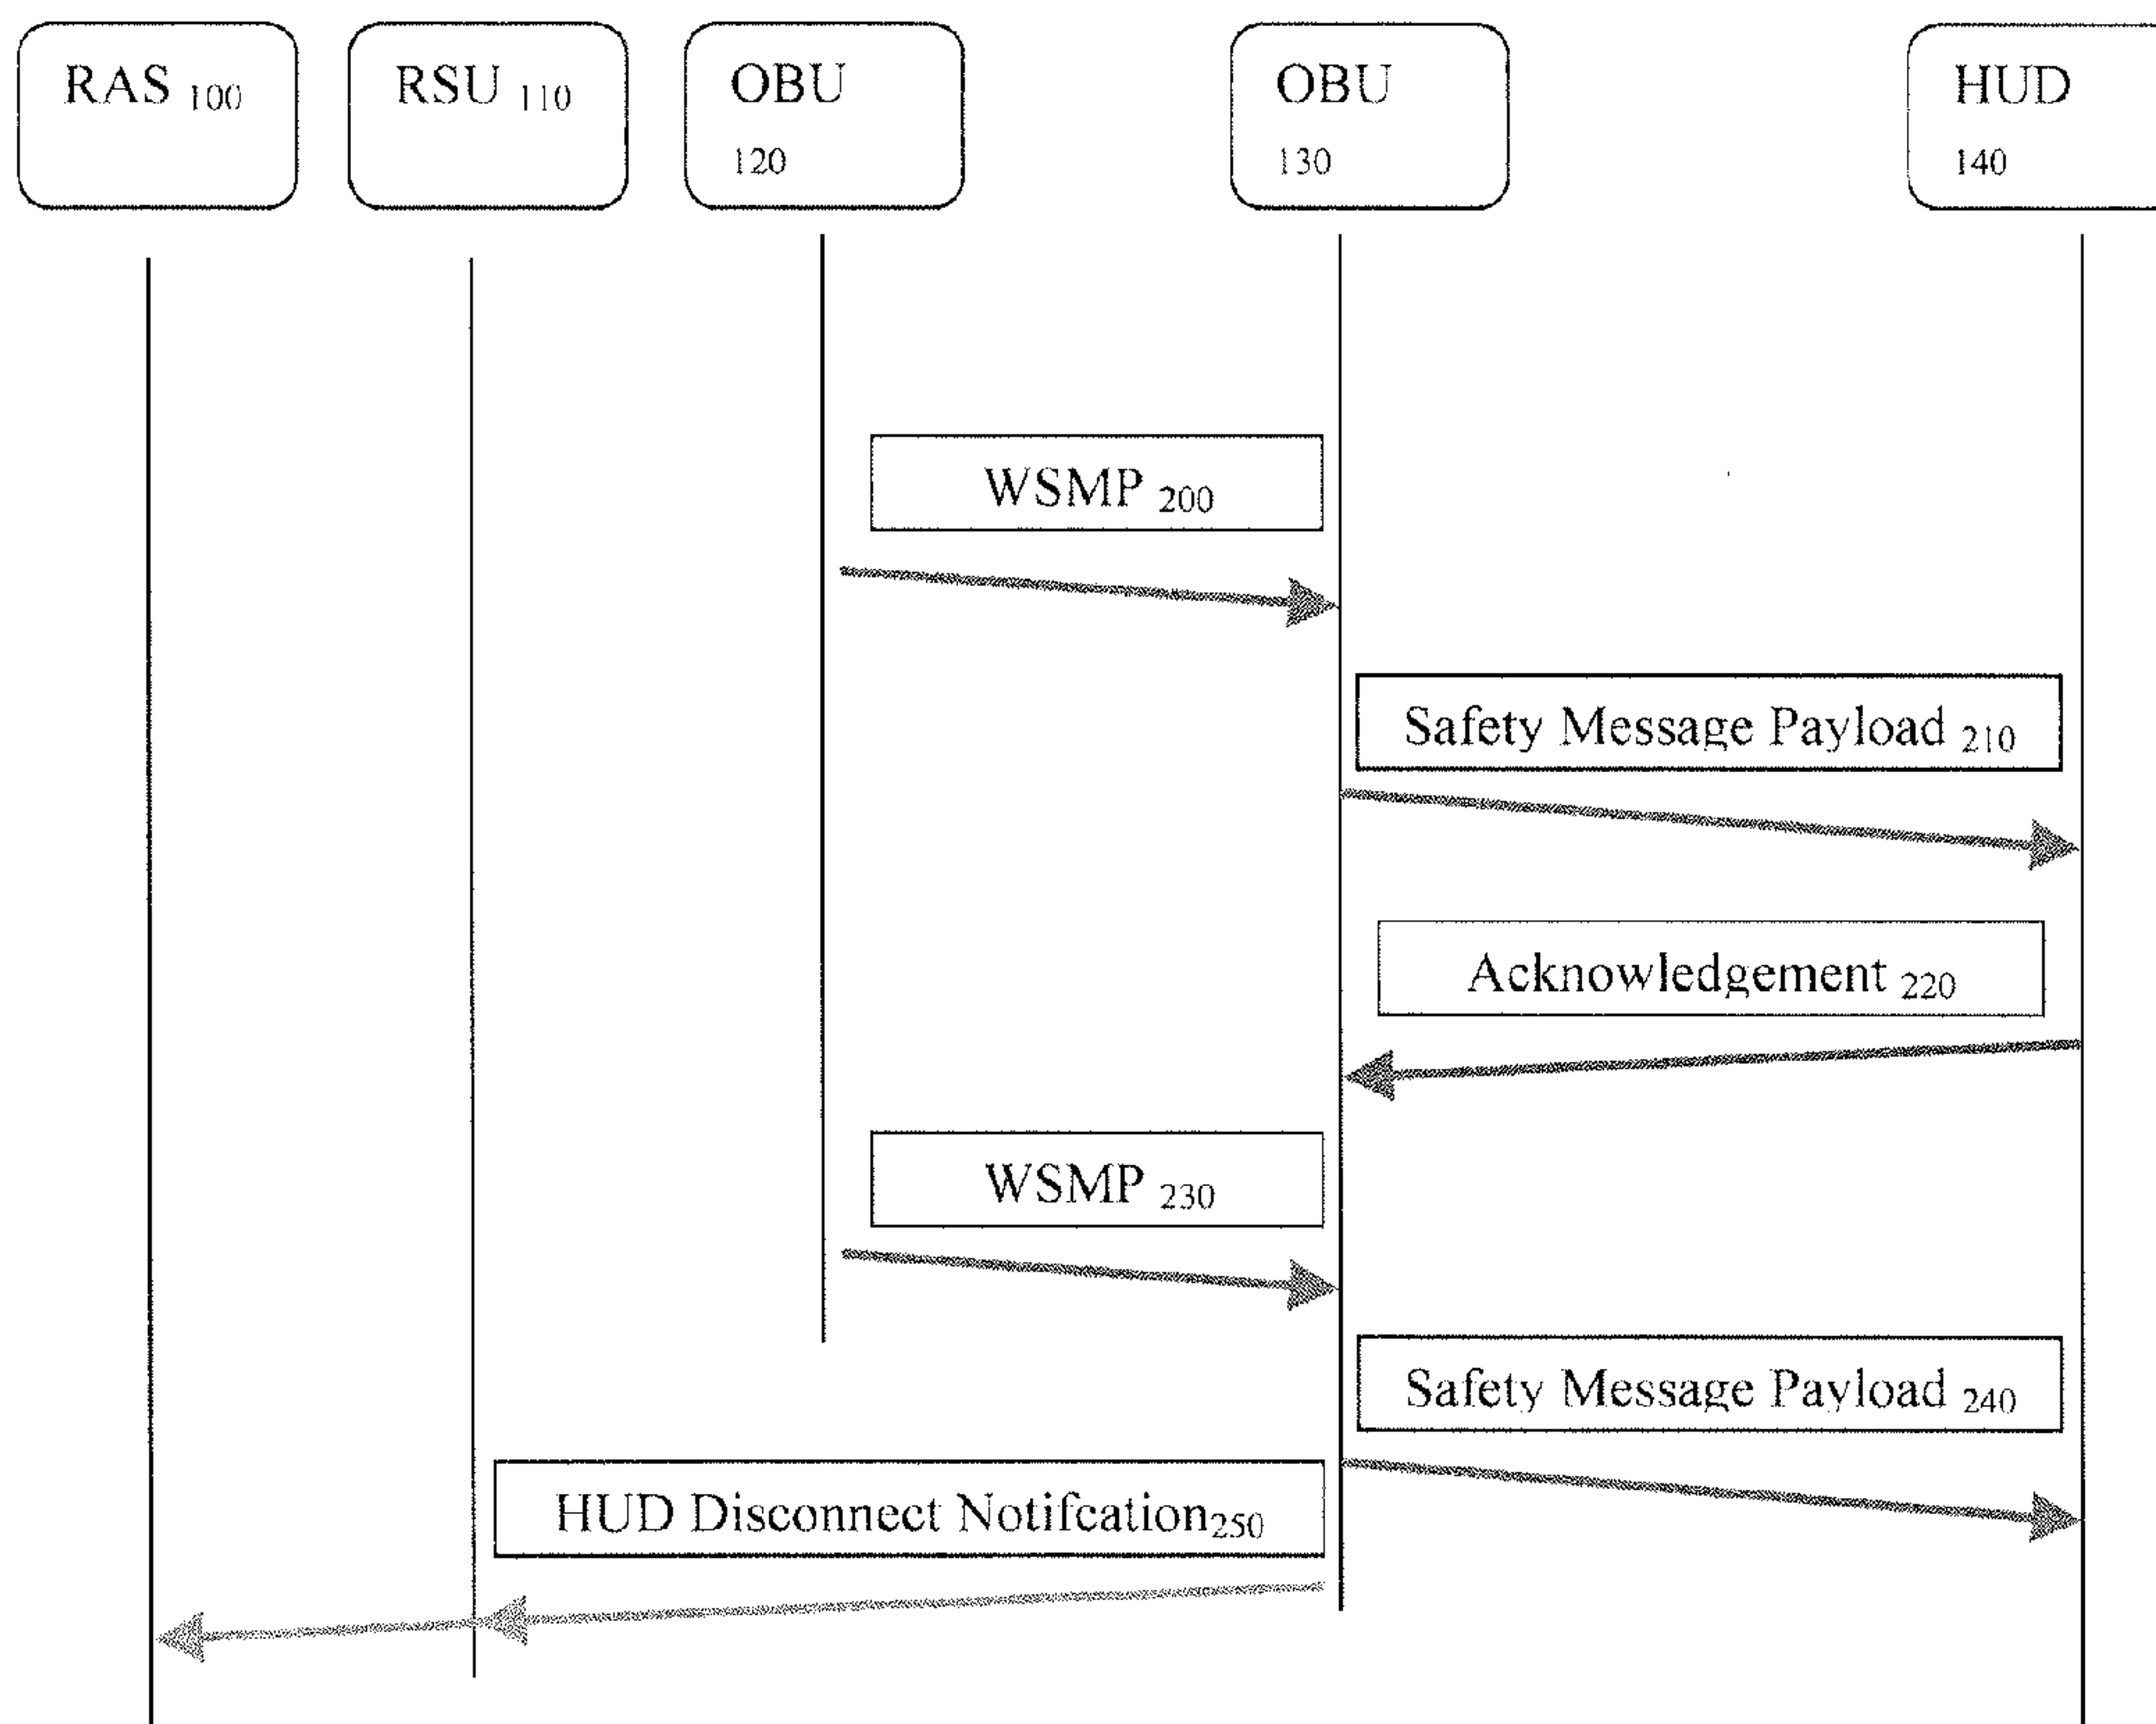 RAS 100
RSU 110
OBU
120
OBU
130
HUD
140
WSMP 200
Safety Message Payload 210
Acknowledgement 220
WSMP 230
Safety Message Payload 240
HUD Disconnect Notifcation250